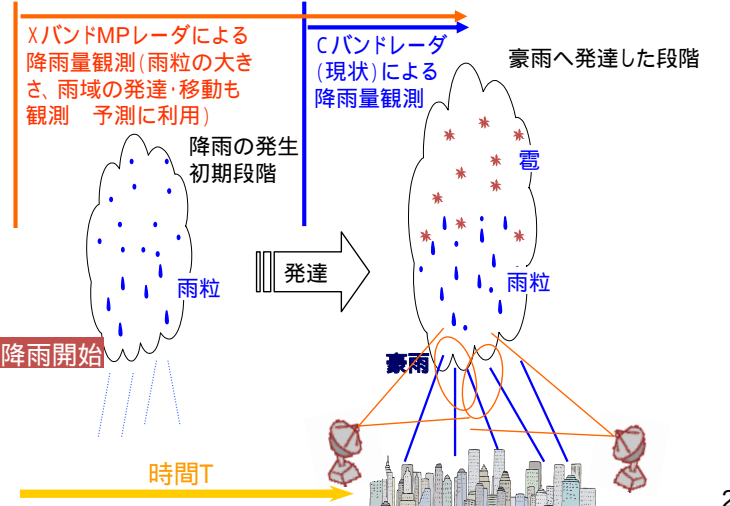 XバンドMPレーダによる
降雨量観測(雨粒の大き
さ、雨域の発達・移動も
観測　予測に利用)
Cバンドレーダ
(現状)による
降雨量観測
豪雨へ発達した段階
降雨の発生
初期段階
雹
雨粒
発達
雨粒
降雨開始
豪雨
時間T
2